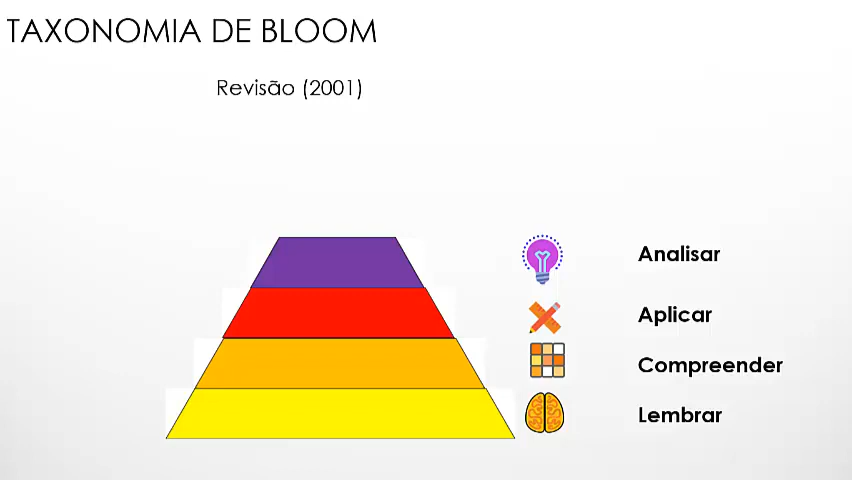 TAXONOMIA DE BLOOM
Revisão (2001)
Analisar
Aplicar
Compreender
Lembrar